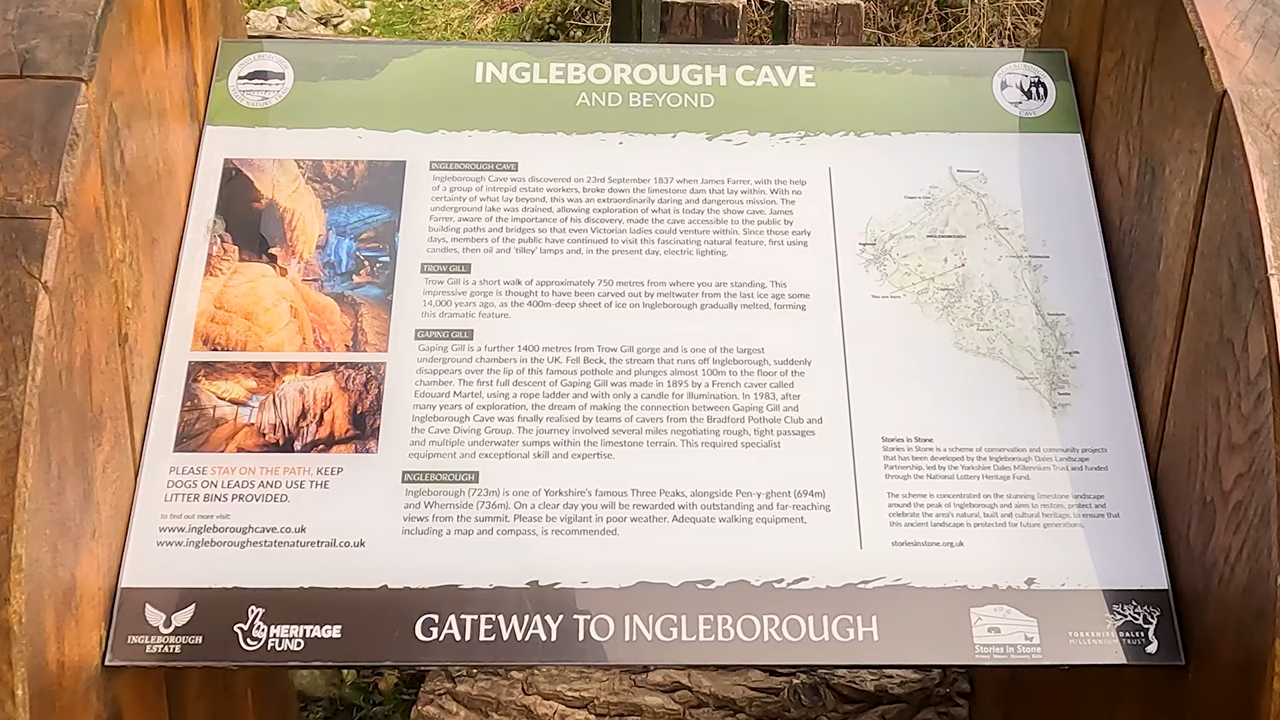 INGLEBOROUGH CAVE
AND BEYOND
INGLEBOROUGH CAVE
Ingleborough Cave was discovered on 23rd September 1837 when James Farrer, with the help
of a group of intrepid estate workers, broke down the limestone dam that lay within. With no
certainty of what lay beyond, this was an extraordinarily daring and dangerous mission. The
underground lake was drained, allowing exploration of what is today the show cave. James
Farrer, aware of the importance of his discovery, made the cave accessible to the public by
building paths and bridges so that even Victorian ladies could venture within. Since those early
days, members of the public have continued to visit this fascinating natural feature, first using
candles, then oil and 'tilley' lamps and, in the present day, electric lighting.
TROW GILL
Trow Gill is a short walk of approximately 750 metres from where you are standing. This
impressive gorge is thought to have been carved out by meltwater from the last ice age some
14,000 years ago, as the 400m-deep sheet of ice on Ingleborough gradually melted, forming
this dramatic feature.
GAPING GILL
Gaping Gill is a further 1400 metres from Trow Gill gorge and is one of the largest
underground chambers in the UK. Fell Beck, the stream that runs off Ingleborough, suddenly
disappears over the lip of this famous pothole and plunges almost 100m to the floor of the
chamber. The first full descent of Gaping Gill was made in 1895 by a French caver called
Edouard Martel, using a rope ladder and with only a candle for illumination. In 1983, after
many years of exploration, the dream of making the connection between Gaping Gill and
Ingleborough Cave was finally realised by teams of cavers from the Bradford Pothole Club and
the Cave Diving Group. The journey involved several miles negotiating rough, tight passages
and multiple underwater sumps within the limestone terrain. This required specialist
equipment and exceptional skill and expertise.
INGLEBOROUGH
Ingleborough (723m) is one of Yorkshire's famous Three Peaks, alongside Pen-y-ghent (694m)
and Whernside (736m). On a clear day you will be rewarded with outstanding and far-reaching
views from the summit. Please be vigilant in poor weather. Adequate walking equipment,
including a map and compass, is recommended.
PLEASE STAY ON THE PATH, KEEP
DOGS ON LEADS AND USE THE
LITTER BINS PROVIDED.
to find out more visit:
www.ingleboroughcave.co.uk
www.ingleboroughestatenaturetrail.co.uk
INGLEBOROUGH
You are here
Stories in Stone
Stories in Stone is a scheme of conservation and community projects
that has been developed by the Ingleborough Dales Landscape
Partnership, led by the Yorkshire Dales Millennium Trust and funded
through the National Lottery Heritage Fund.
The scheme is concentrated on the stunning limestone landscape
around the peak of Ingleborough and aims to restore, protect and
celebrate the area's natural, built and cultural heritage, to ensure that
this ancient landscape is protected for future generations.
storiesinstone.org.uk
INGLEBOROUGH
ESTATE
HERITAGE
FUND
GATEWAY TO INGLEBOROUGH
Stories in Stone
YORKSHIRE DALES
MILLENNIUM TRUST